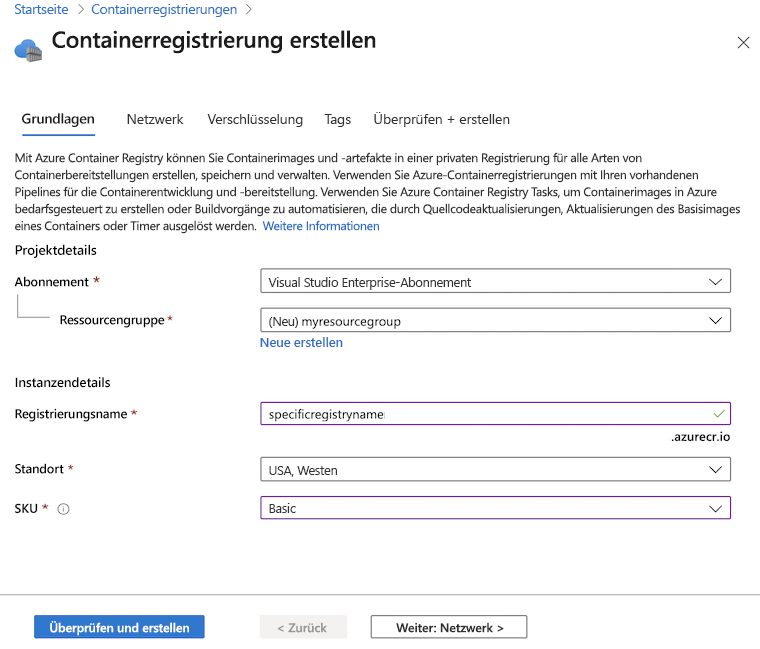 Startseite > Containerregistrierungen >
Containerregistrierung erstellen
Grundlagen Netzwerk Verschlüsselung Tags Überprüfen + erstellen
Mit Azure Container Registry können Sie Containerimages und -artefakte in einer privaten Registrierung für alle Arten von
Containerbereitstellungen erstellen, speichern und verwalten. Verwenden Sie Azure-Containerregistrierungen mit Ihren vorhandenen
Pipelines für die Containerentwicklung und -bereitstellung. Verwenden Sie Azure Container Registry Tasks, um Containerimages in Azure
bedarfsgesteuert zu erstellen oder Buildvorgänge zu automatisieren, die durch Quellcodeaktualisierungen, Aktualisierung des Basisimages
eines Containers oder Timer ausgelöst werden. Weitere Informationen
Projektdetails
Abonnement * Visual Studio Enterprise-Abonnement
Ressourcengruppe * (Neu) myresourcegroup
Neue erstellen
Instanzendetails
Registrierungsname * specificregistryname
.azurecr.io
Standort * USA, Westen
SKU * Basic
Überprüfen und erstellen < Zurück Weiter: Netzwerk >